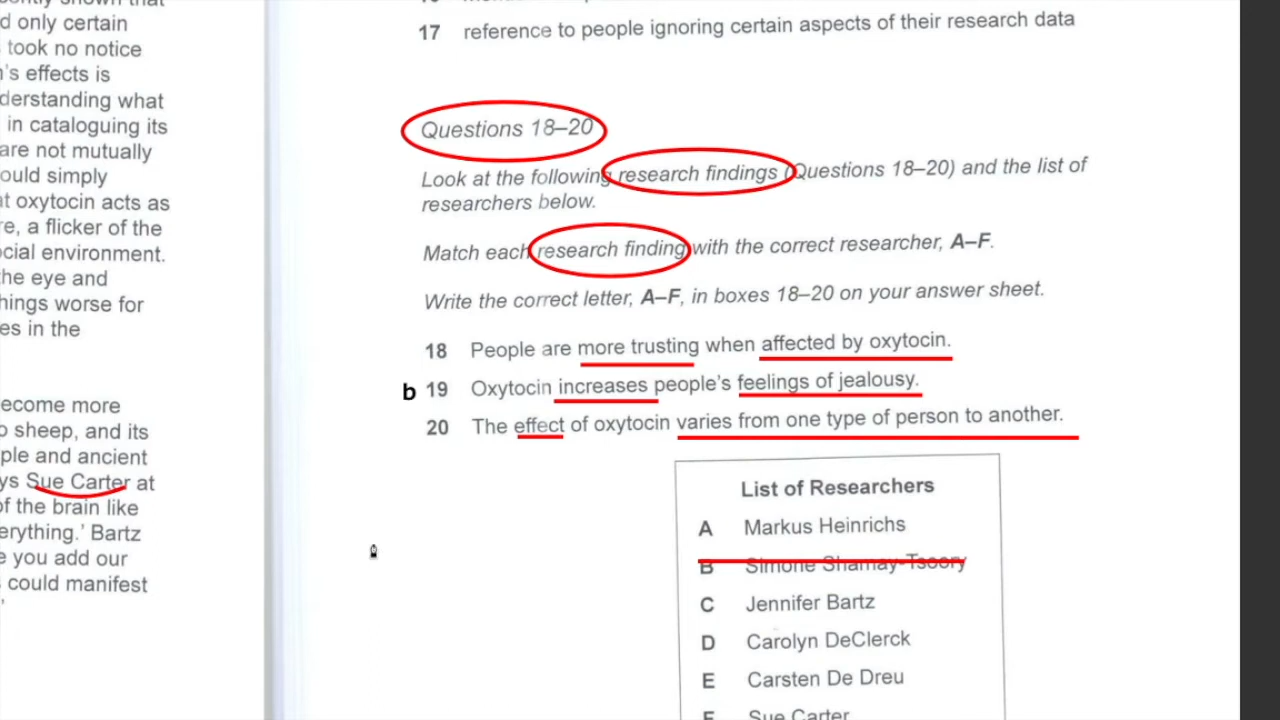 d only certain
took no notice
's effects is
derstanding what
in cataloguing its
are not mutually
ould simply
at oxytocin acts as
re, a flicker of the
ocial environment.
the eye and
hings worse for
es in the
ecome more
o sheep, and its
ple and ancient
ys Sue Carter at
of the brain like
erything.' Bartz
e you add our
s could manifest
17 reference to people ignoring certain aspects of their research data
Questions 18–20
Look at the following research findings (Questions 18–20) and the list of
researchers below.
Match each research finding with the correct researcher, A–F.
Write the correct letter, A–F, in boxes 18–20 on your answer sheet.
18 People are more trusting when affected by oxytocin.
b 19 Oxytocin increases people's feelings of jealousy.
20 The effect of oxytocin varies from one type of person to another.
List of Researchers
A Markus Heinrichs
B Simone Shamay-Tsoory
C Jennifer Bartz
D Carolyn DeClerck
E Carsten De Dreu
F Sue Carter